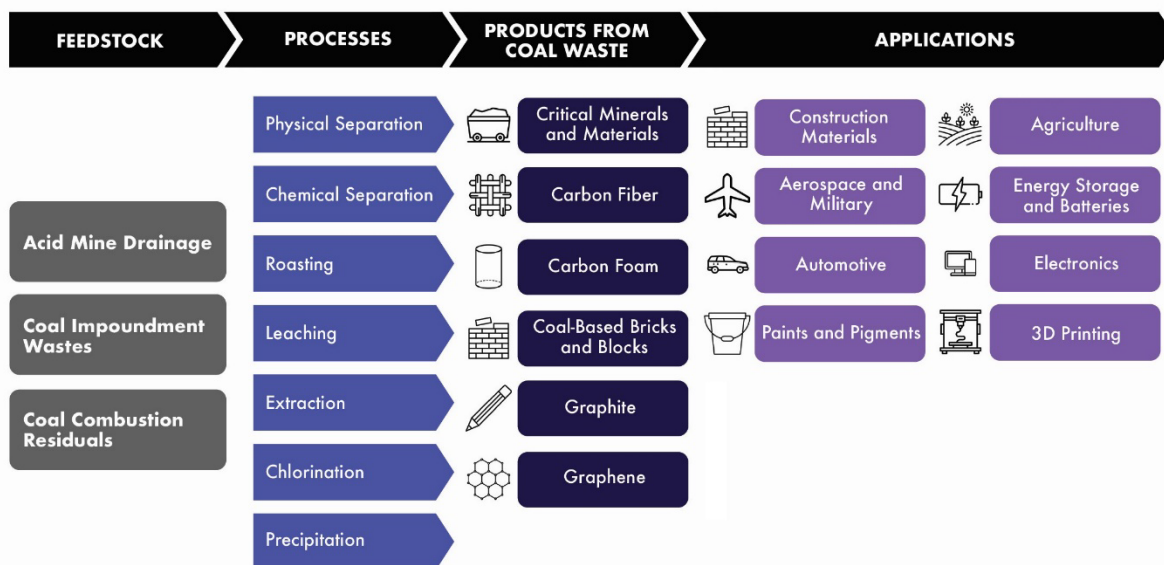 FEEDSTOCK
PROCESSES
PRODUCTS FROM
COAL WASTE
APPLICATIONS
Acid Mine Drainage
Coal Impoundment
Wastes
Coal Combustion
Residuals
Physical Separation
Chemical Separation
Roasting
Leaching
Extraction
Chlorination
Precipitation
Critical Minerals
and Materials
Carbon Fiber
Carbon Foam
Coal-Based Bricks
and Blocks
Graphite
Graphene
Construction
Materials
Aerospace and
Military
Automotive
Paints and Pigments
Agriculture
Energy Storage
and Batteries
Electronics
3D Printing